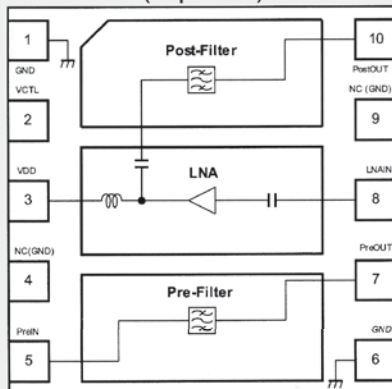 1
Post-Filter
10
GND
PostOUT
VCTL
NC (GND)
2
9
VDD
LNA
LNAIN
3
8
NC(GND)
PreOUT
4
7
Pre-Filter
PreIN
GND
5
6